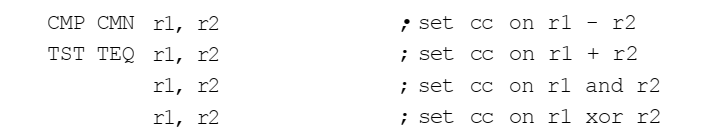 CMP CMN r1, r2 ; set cc on r1 - r2
TST TEQ r1, r2 ; set cc on r1 + r2
r1, r2 ; set cc on r1 and r2
r1, r2 ; set cc on r1 xor r2